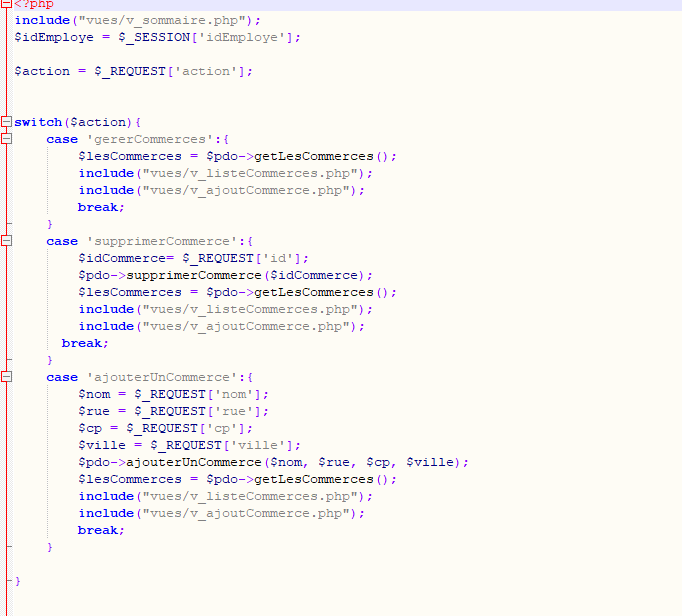 <?php
include("vues/v_sommaire.php");
$idEmploye = $_SESSION['idEmploye'];
$action = $_REQUEST['action'];
switch($action){
case 'gererCommerces':{
$lesCommerces = $pdo->getLesCommerces();
include("vues/v_listeCommerces.php");
include("vues/v_ajoutCommerce.php");
break;
}
case 'supprimerCommerce':{
$idCommerce= $_REQUEST['id'];
$pdo->supprimerCommerce($idCommerce);
$lesCommerces = $pdo->getLesCommerces();
include("vues/v_listeCommerces.php");
include("vues/v_ajoutCommerce.php");
break;
}
case 'ajouterUnCommerce':{
$nom = $_REQUEST['nom'];
$rue = $_REQUEST['rue'];
$cp = $_REQUEST['cp'];
$ville = $_REQUEST['ville'];
$pdo->ajouterUnCommerce($nom, $rue, $cp, $ville);
$lesCommerces = $pdo->getLesCommerces();
include("vues/v_listeCommerces.php");
include("vues/v_ajoutCommerce.php");
break;
}
}